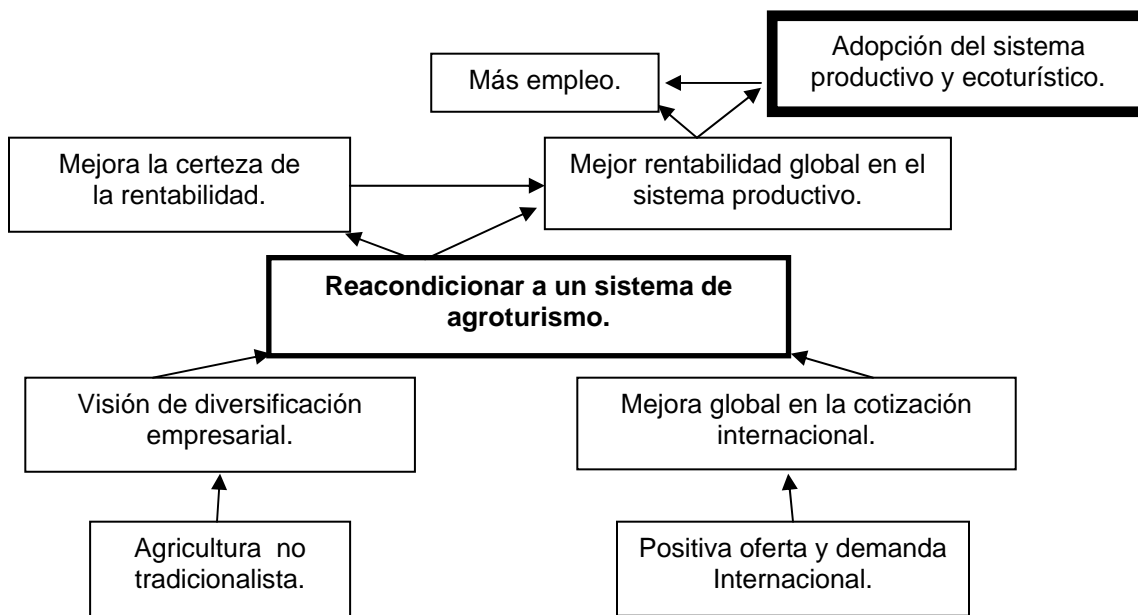 Adopción del sistema
productivo y ecoturístico.
Más empleo.
Mejora la certeza de
la rentabilidad.
Mejor rentabilidad global en el
sistema productivo.
Reacondicionar a un sistema de
agroturismo.
Visión de diversificación
empresarial.
Mejora global en la cotización
internacional.
Agricultura no
tradicionalista.
Positiva oferta y demanda
Internacional.